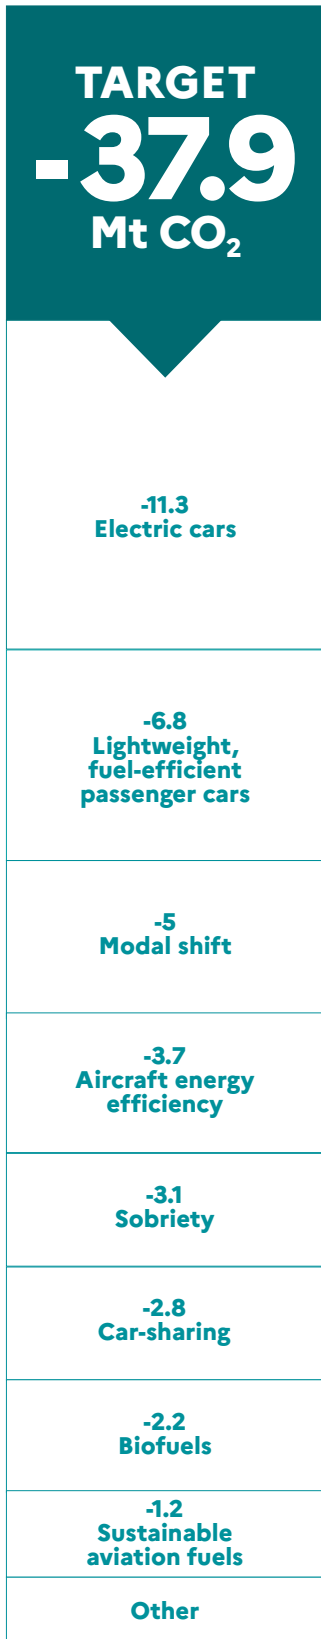 TARGET
-37.9
Mt CO₂
-11.3
Electric cars
-6.8
Lightweight,
fuel-efficient
passenger cars
-5
Modal shift
-3.7
Aircraft energy
efficiency
-3.1
Sobriety
-2.8
Car-sharing
-2.2
Biofuels
-1.2
Sustainable
aviation fuels
Other